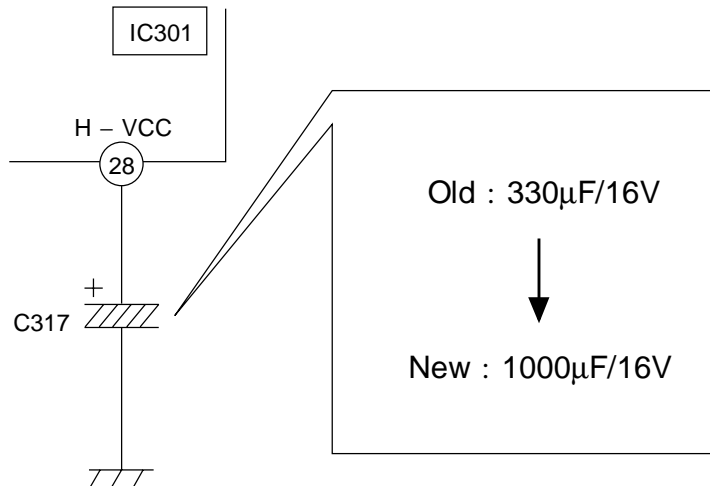 IC301
H – VCC
28
+
C317
Old : 330µF/16V
New : 1000µF/16V